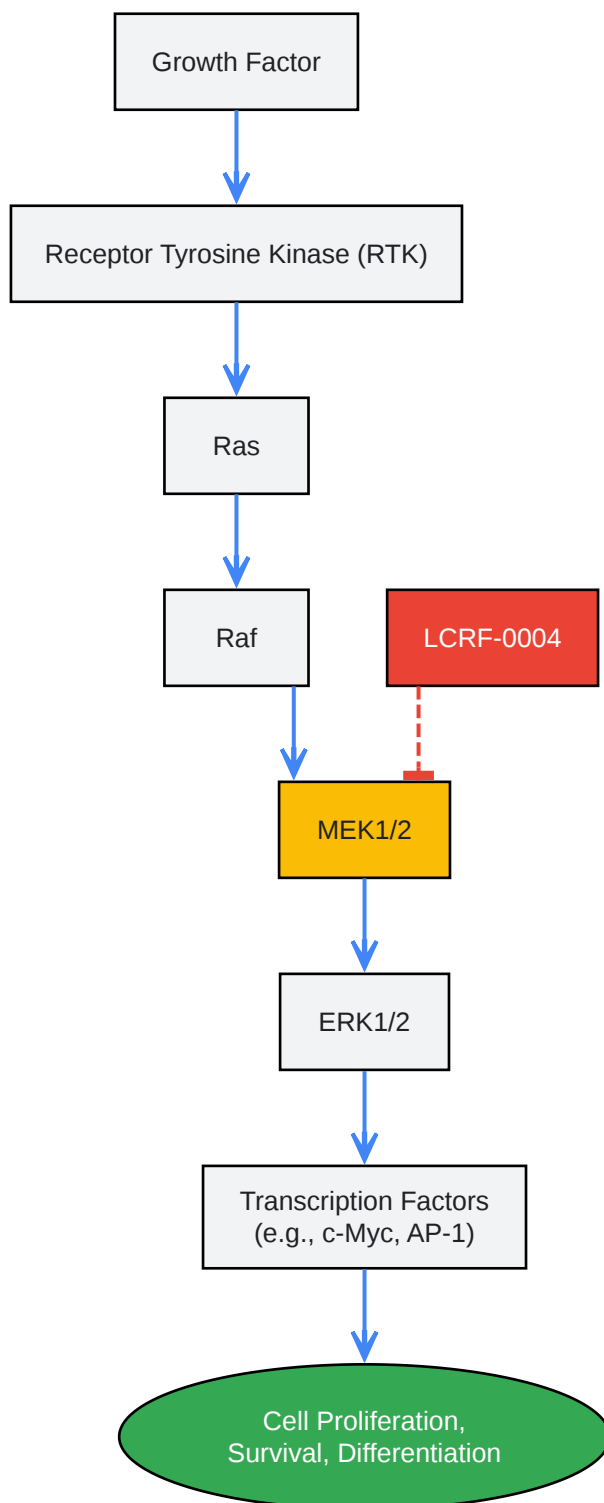 Growth Factor
Receptor Tyrosine Kinase (RTK)
Ras
Raf
LCRF-0004
MEK1/2
ERK1/2
Transcription Factors
(e.g., c-Myc, AP-1)
Cell Proliferation,
Survival, Differentiation